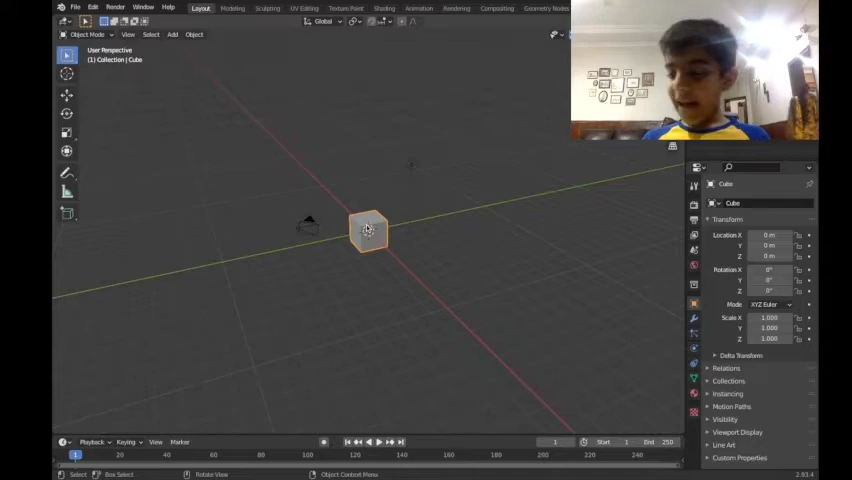 File Edit Render Window Help Layout Modeling Sculpting UV Editing Texture Paint Shading Animation Rendering Compositing Geometry Nodes
Global
Object Mode View Select Add Object
User Perspective
(1) Collection | Cube
Cube
Cube
Transform
Location X 0 m
Y 0 m
Z 0 m
Rotation X 0°
Y 0°
Z 0°
Mode XYZ Euler
Scale X 1.000
Y 1.000
Z 1.000
Delta Transform
Relations
Collections
Instancing
Motion Paths
Visibility
Viewport Display
Line Art
Custom Properties
Playback Keying View Marker 1 Start 1 End 250
1 20 40 60 80 100 120 140 160 180 200 220 240
Select Box Select Rotate View Object Context Menu 2.93.4